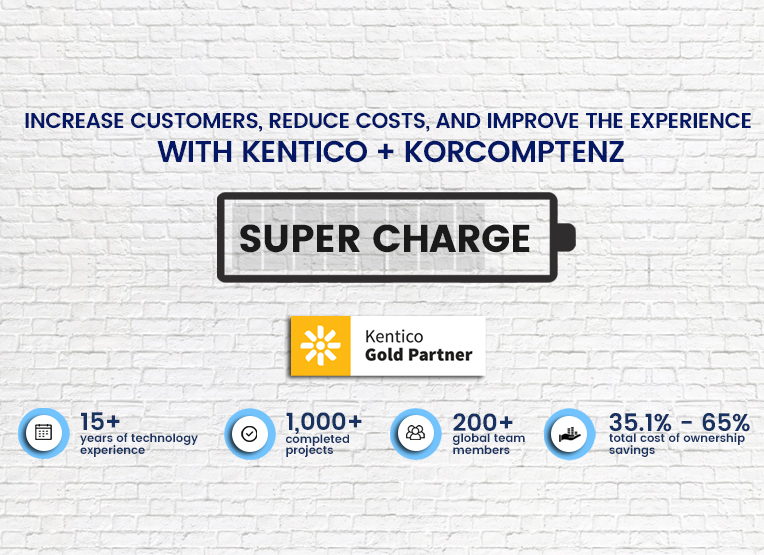 INCREASE CUSTOMERS, REDUCE COSTS, AND IMPROVE THE EXPERIENCE
WITH KENTICO + KORCOMPTENZ
SUPER CHARGE
Kentico
Gold Partner
15+
years of technology
experience
1,000+
completed
projects
200+
global team
members
35.1% - 65%
total cost of ownership
savings